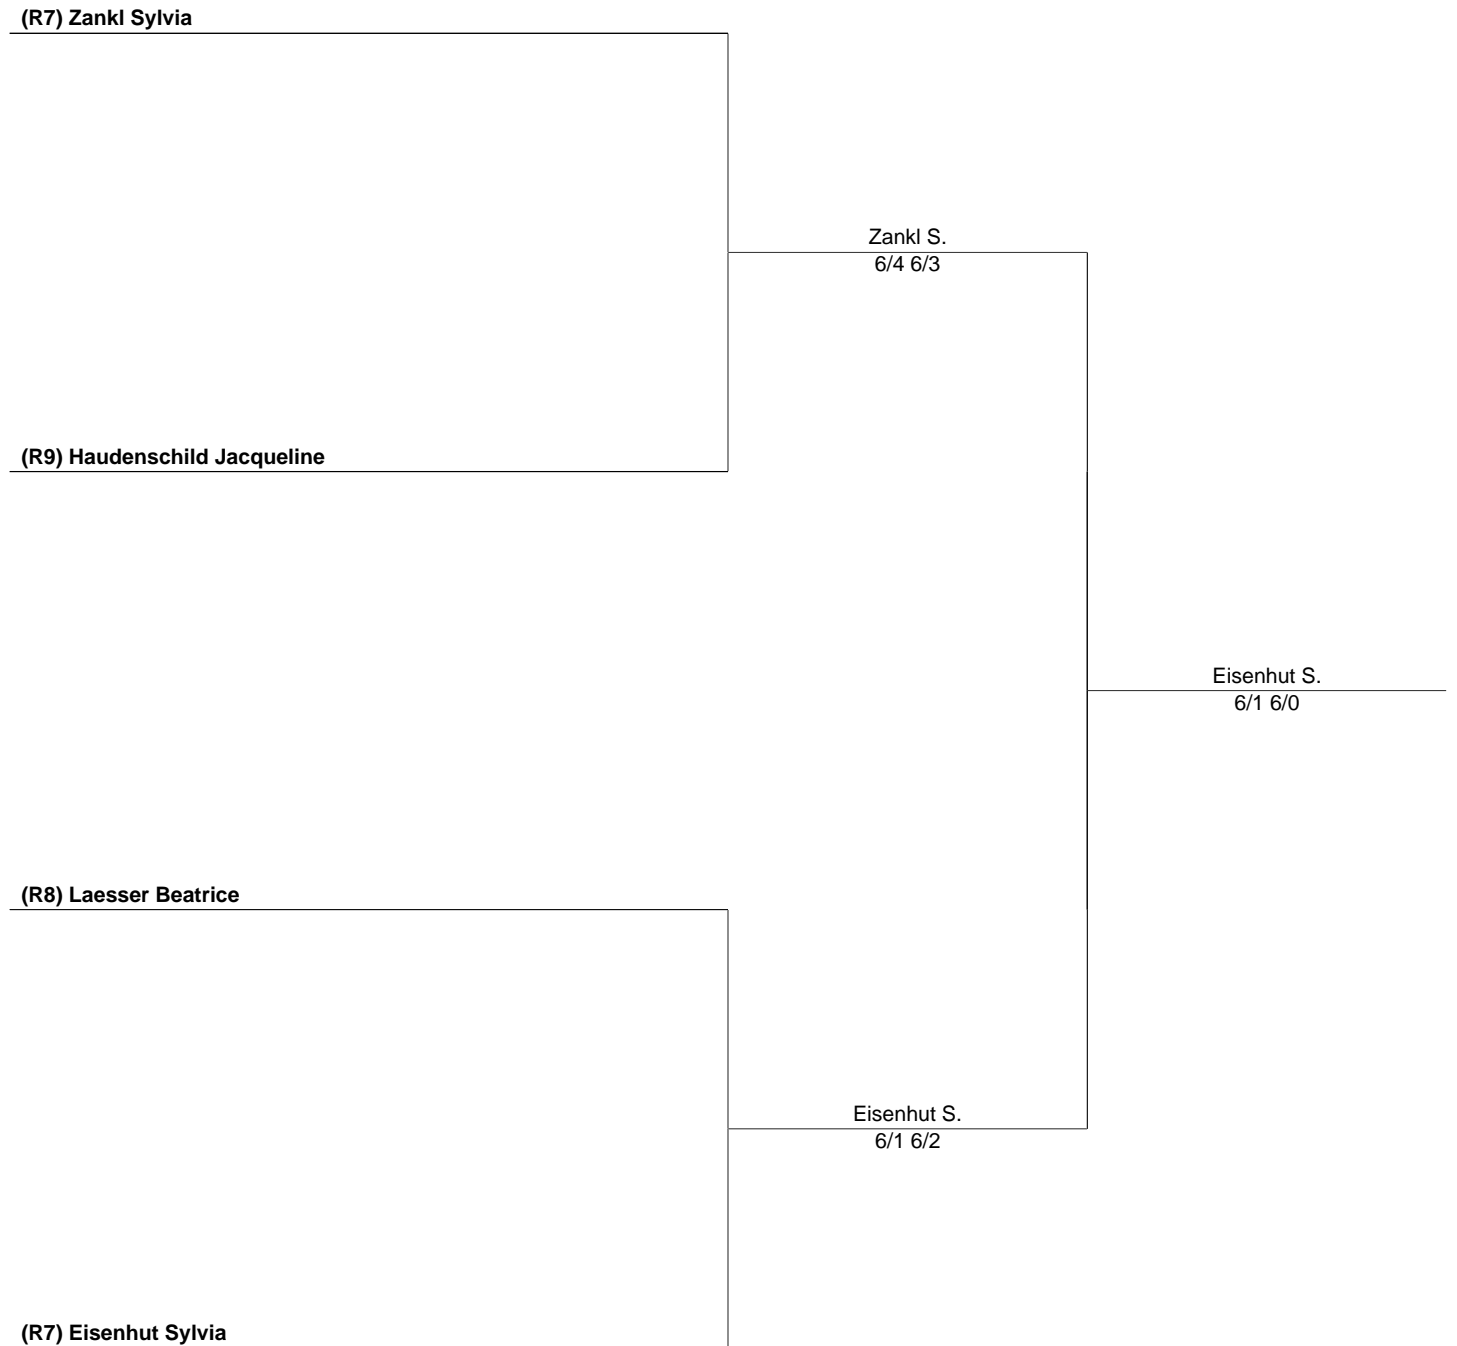 (R7) Zankl Sylvia
Zankl S.
6/4 6/3
(R9) Haudenschild Jacqueline
Eisenhut S.
6/1 6/0
(R8) Laesser Beatrice
Eisenhut S.
6/1 6/2
(R7) Eisenhut Sylvia